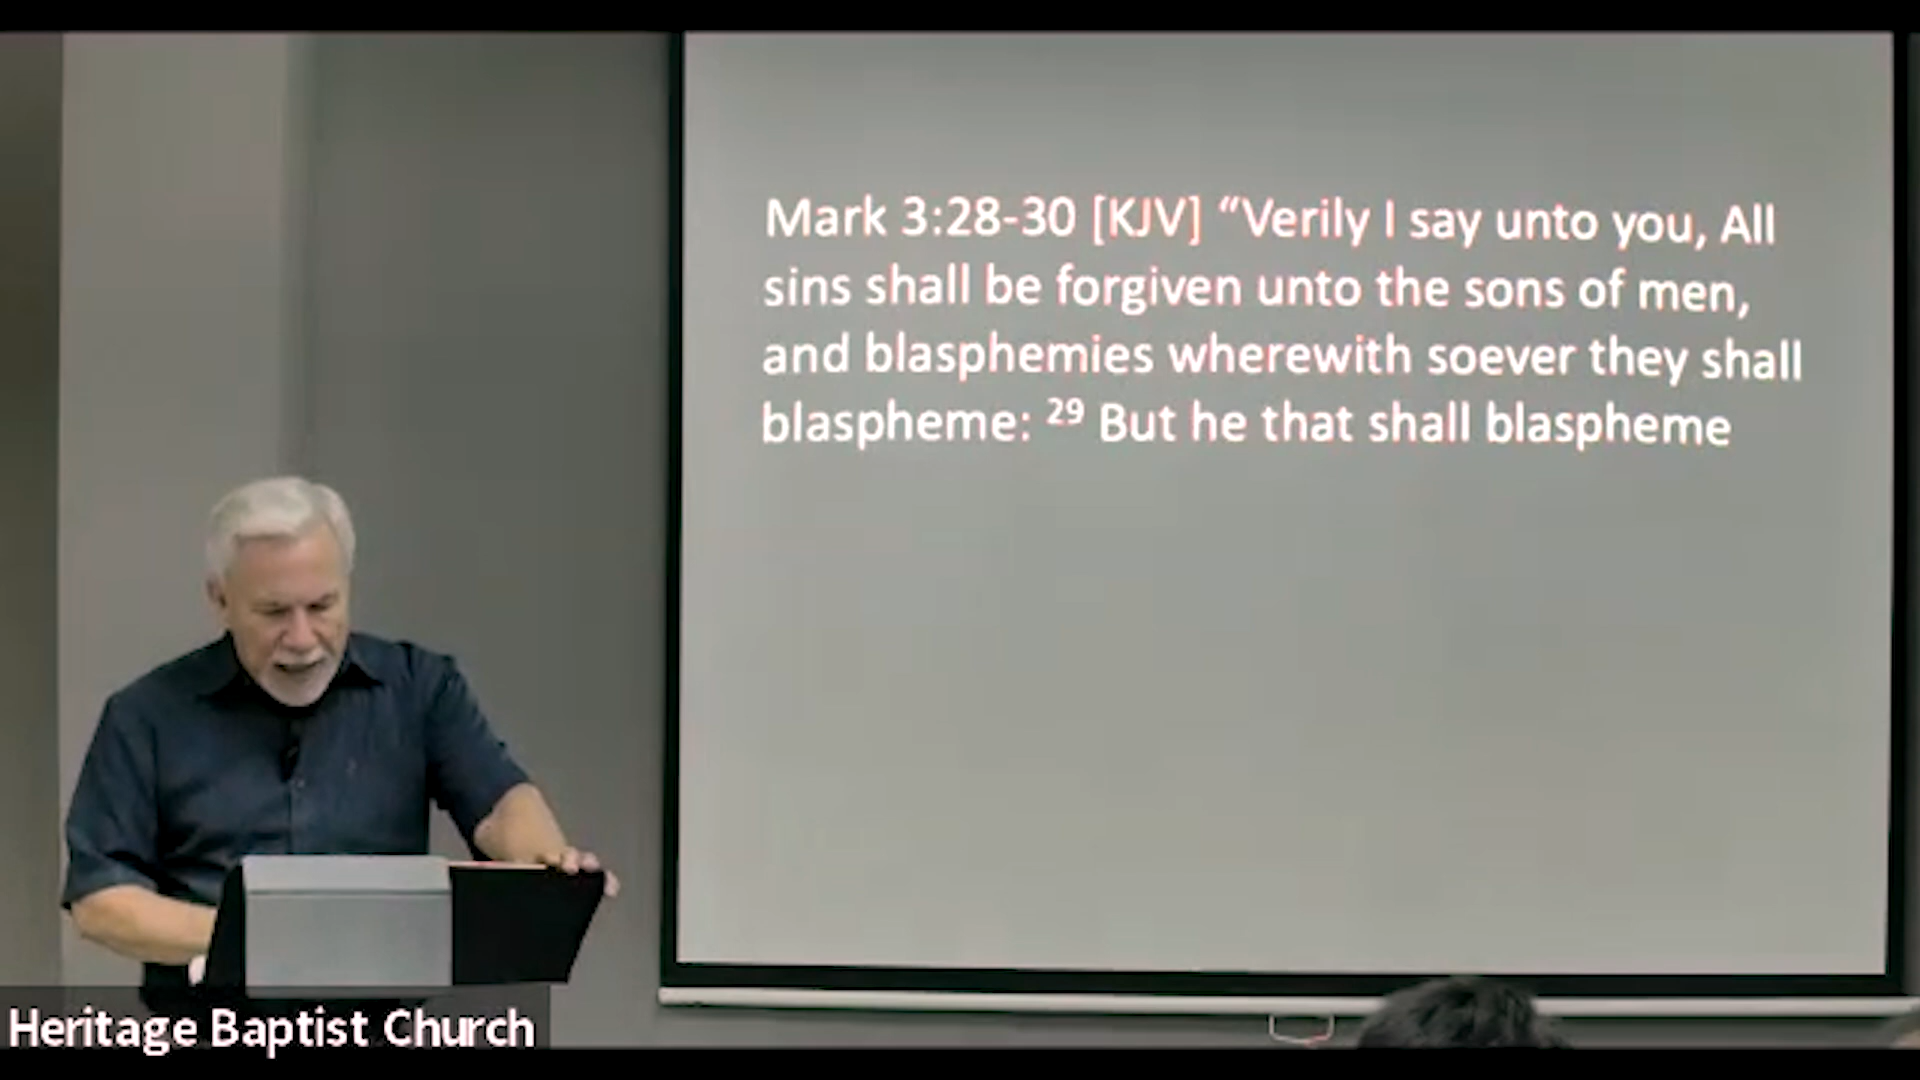 Mark 3:28-30 [KJV] “Verily I say unto you, All
sins shall be forgiven unto the sons of men,
and blasphemies wherewith soever they shall
blaspheme: 29 But he that shall blaspheme
Heritage Baptist Church